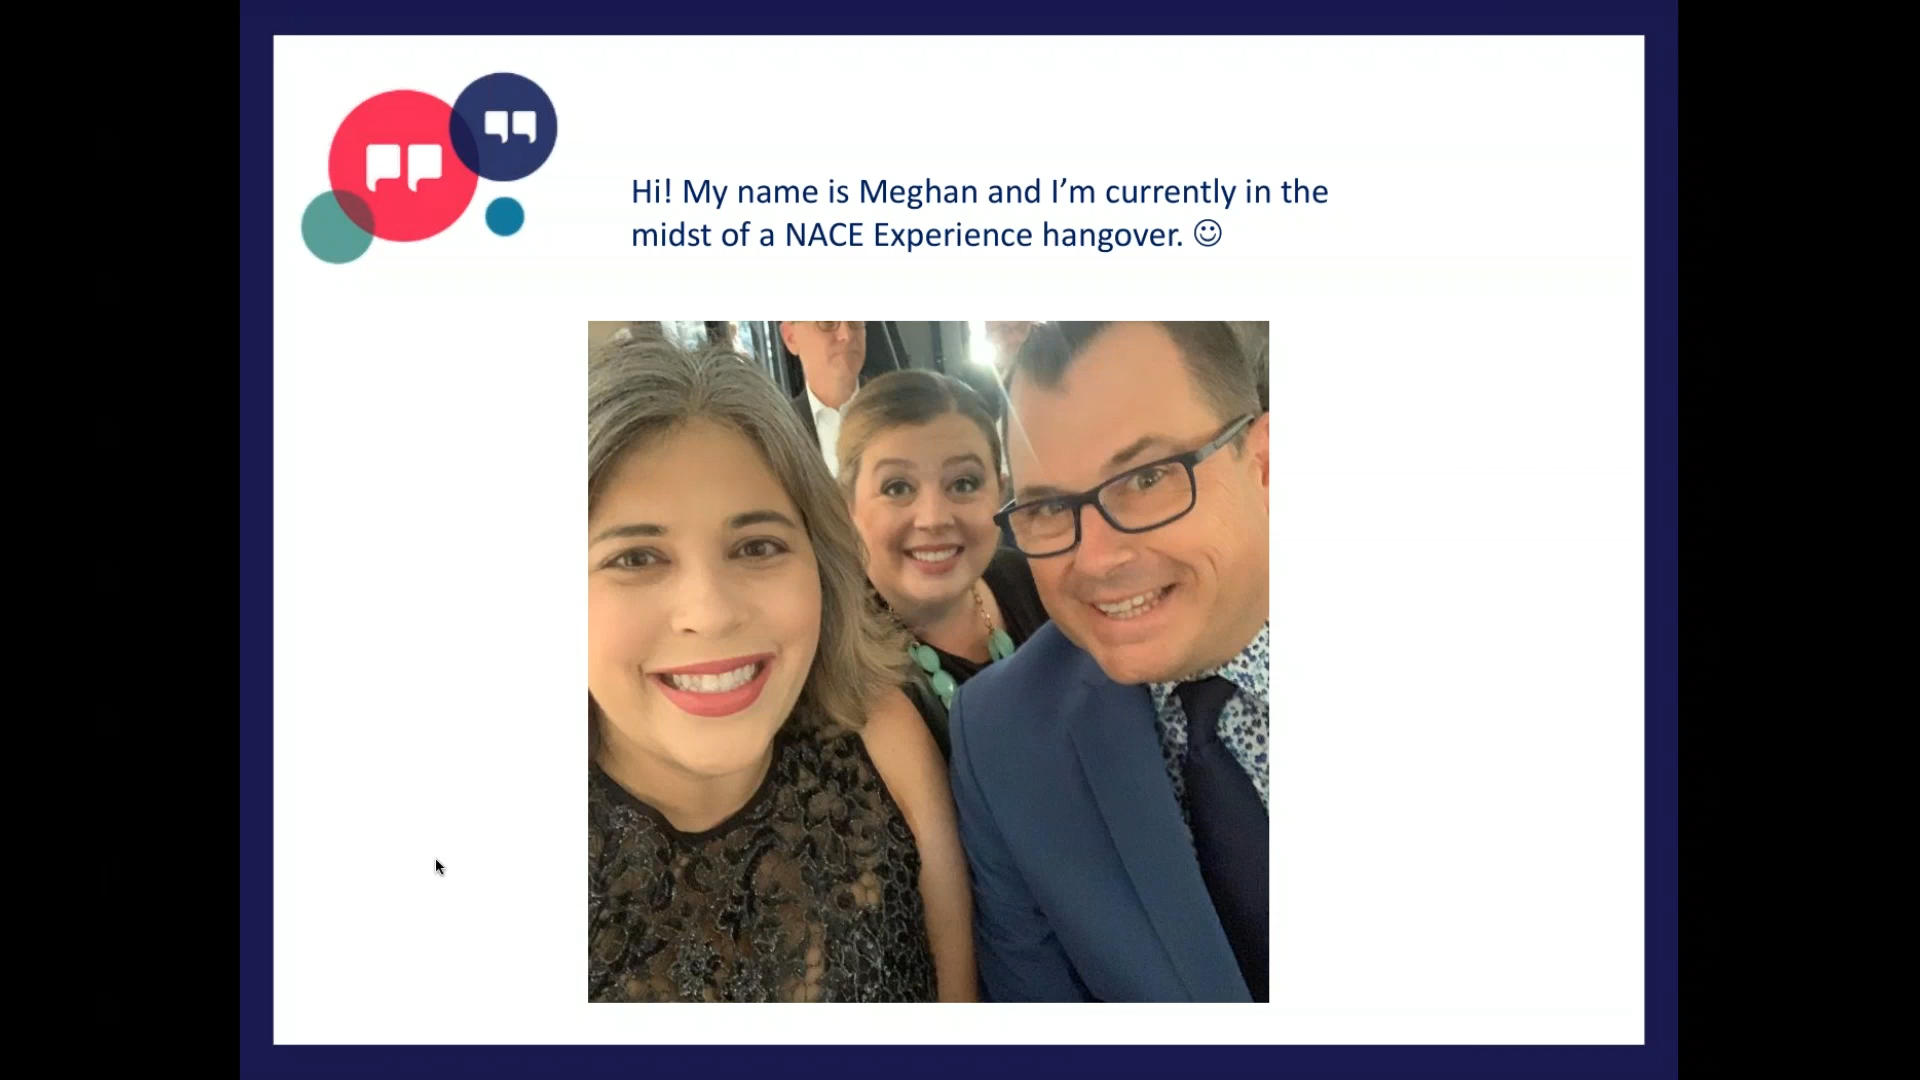 Hi! My name is Meghan and I’m currently in the
midst of a NACE Experience hangover. ☺